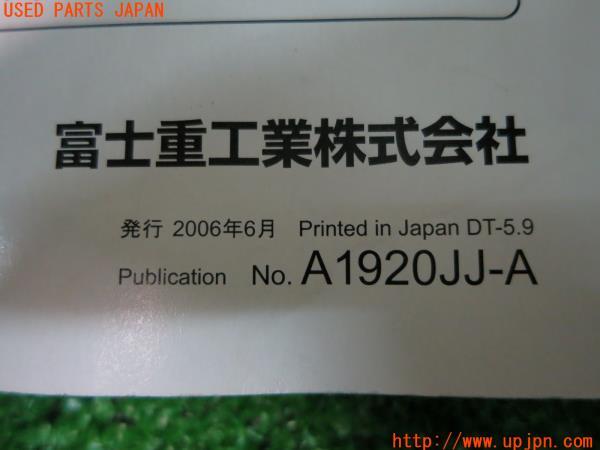 USED PARTS JAPAN
富士重工業株式会社
発行 2006年6月 Printed in Japan DT-5.9
Publication No. A1920JJ-A
http://www.upjpn.com/